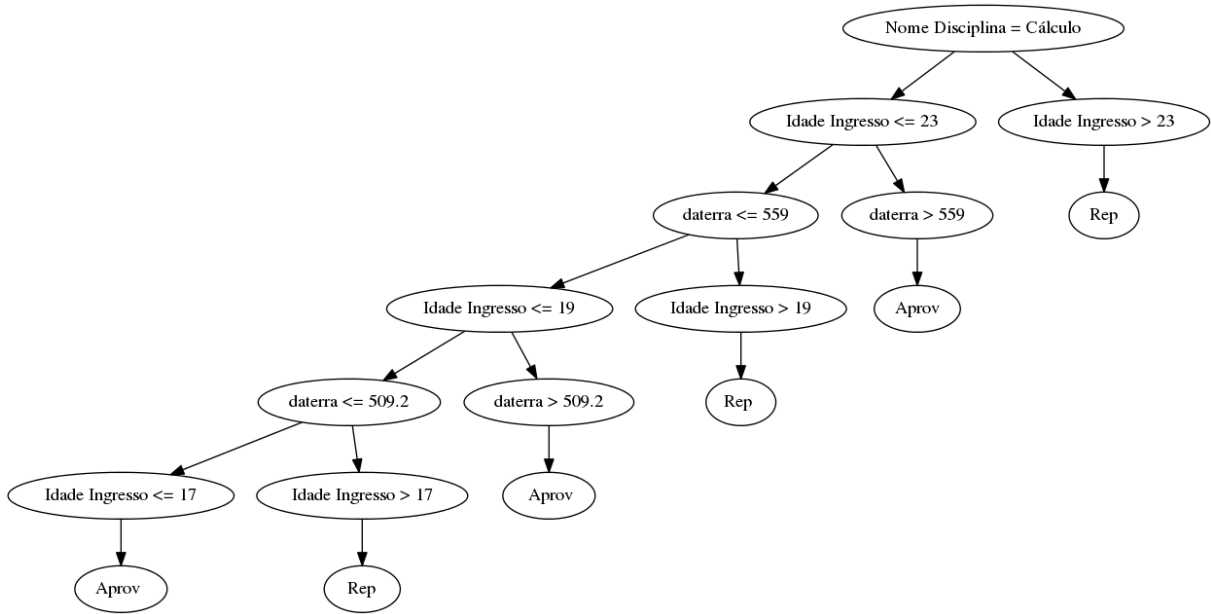 Nome Disciplina = Cálculo
Idade Ingresso <= 23
Idade Ingresso > 23
daterra <= 559
daterra > 559
Rep
Idade Ingresso <= 19
Idade Ingresso > 19
Aprov
daterra <= 509.2
daterra > 509.2
Rep
Idade Ingresso <= 17
Idade Ingresso > 17
Aprov
Aprov
Rep